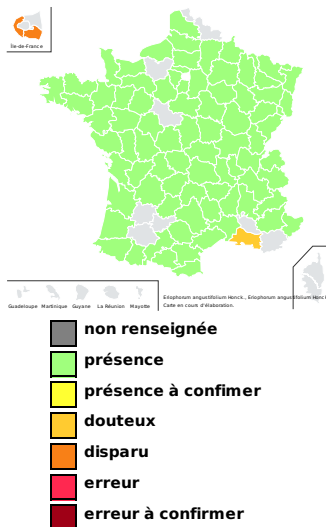 Île-de-France
Guadeloupe Martinique Guyane La Réunion Mayotte
Eriophorum angustifolium Honck., Eriophorum angustifolium Honck
Carte en cours d'élaboration.
non renseignée
présence
présence à confimer
douteux
disparu
erreur
erreur à confirmer